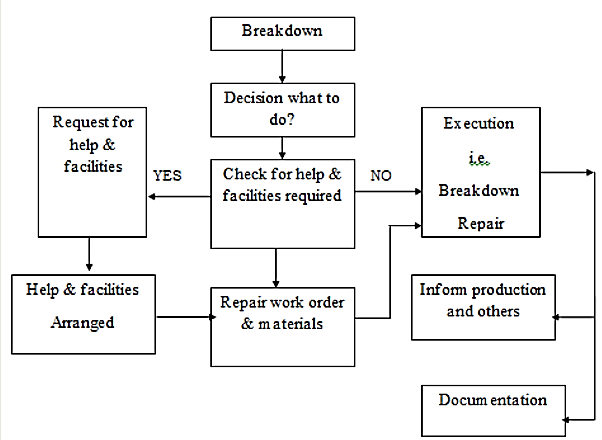 Breakdown
Decision what to
do?
Request for
help &
facilities
YES
Check for help &
facilities required
NO
Execution
i.e.
Breakdown
Repair
Help & facilities
Arranged
Repair work order
& materials
Inform production
and others
Documentation